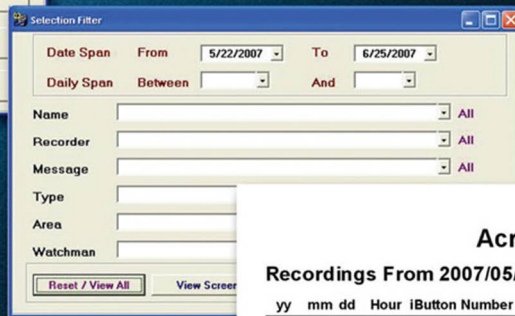 Selection Filter
Date Span From 5/22/2007 To 6/25/2007
Daily Span Between And
Name All
Recorder All
Message All
Type
Area
Watchman
Reset / View All View Screen
Acr
Recordings From 2007/05/
yy mm dd Hour iButton Number